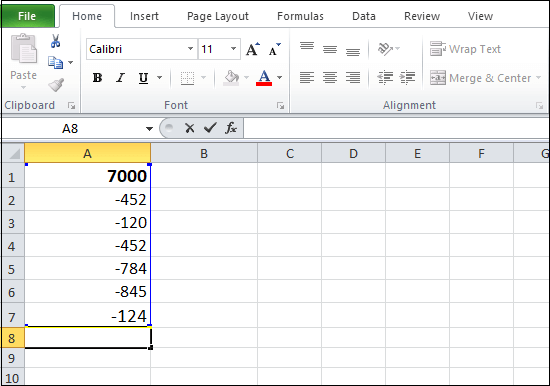 File Home Insert Page Layout Formulas Data Review View
Calibri 11 A A Wrap Text
Paste B I U A Merge & Center
Clipboard Font Alignment
A8 fx
A B C D E F G
1 7000
2 -452
3 -120
4 -452
5 -784
6 -845
7 -124
8
9
10